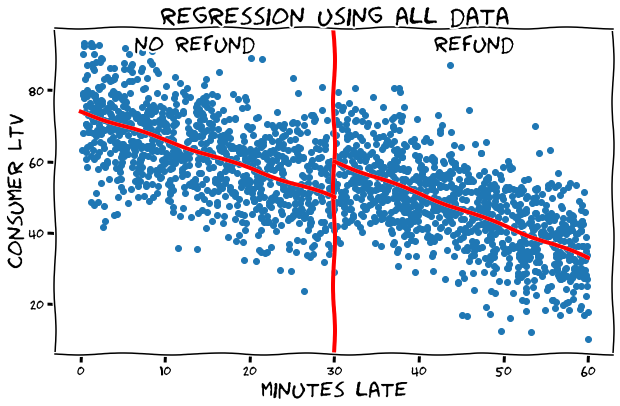 REGRESSION USING ALL DATA
NO REFUND
REFUND
CONSUMER LTV
80
60
40
20
0
10
20
30
40
50
60
MINUTES LATE